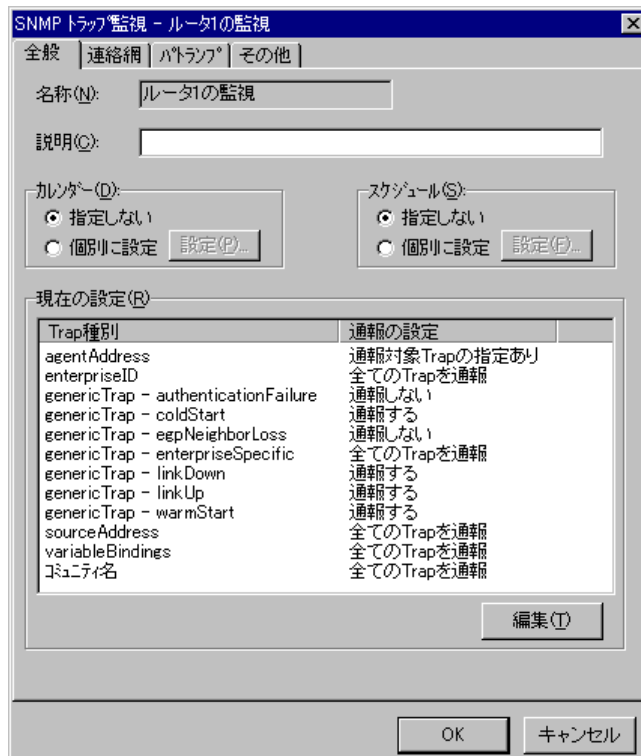 SNMP トラップ監視 - ルータ1の監視
全般 連絡網 パトランプ その他
名称(N): ルータ1の監視
説明(C):
カレンダー(D): スケジュール(S):
指定しない 指定しない
個別に設定 設定(P)... 個別に設定 設定(F)...
現在の設定(R)
Trap種別 通報の設定
agentAddress 通報対象Trapの指定あり
enterpriseID 全てのTrapを通報
genericTrap - authenticationFailure 通報しない
genericTrap - coldStart 通報する
genericTrap - egpNeighborLoss 通報しない
genericTrap - enterpriseSpecific 全てのTrapを通報
genericTrap - linkDown 通報する
genericTrap - linkUp 通報する
genericTrap - warmStart 通報する
sourceAddress 全てのTrapを通報
variableBindings 全てのTrapを通報
コミュニティ名 全てのTrapを通報
編集(T)
OK キャンセル